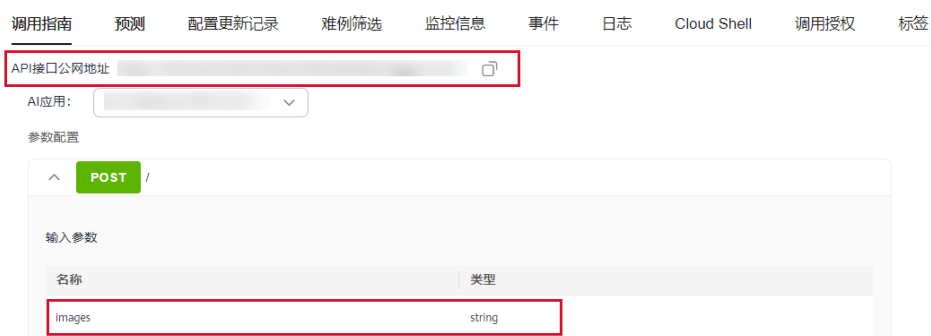 调用指南 预测 配置更新记录 难例筛选 监控信息 事件 日志 Cloud Shell 调用授权 标签
API接口公网地址
AI应用：
参数配置
POST /
输入参数
名称 类型
images string